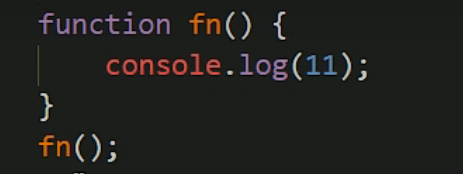 function fn() {
    console.log(11);
}
fn();